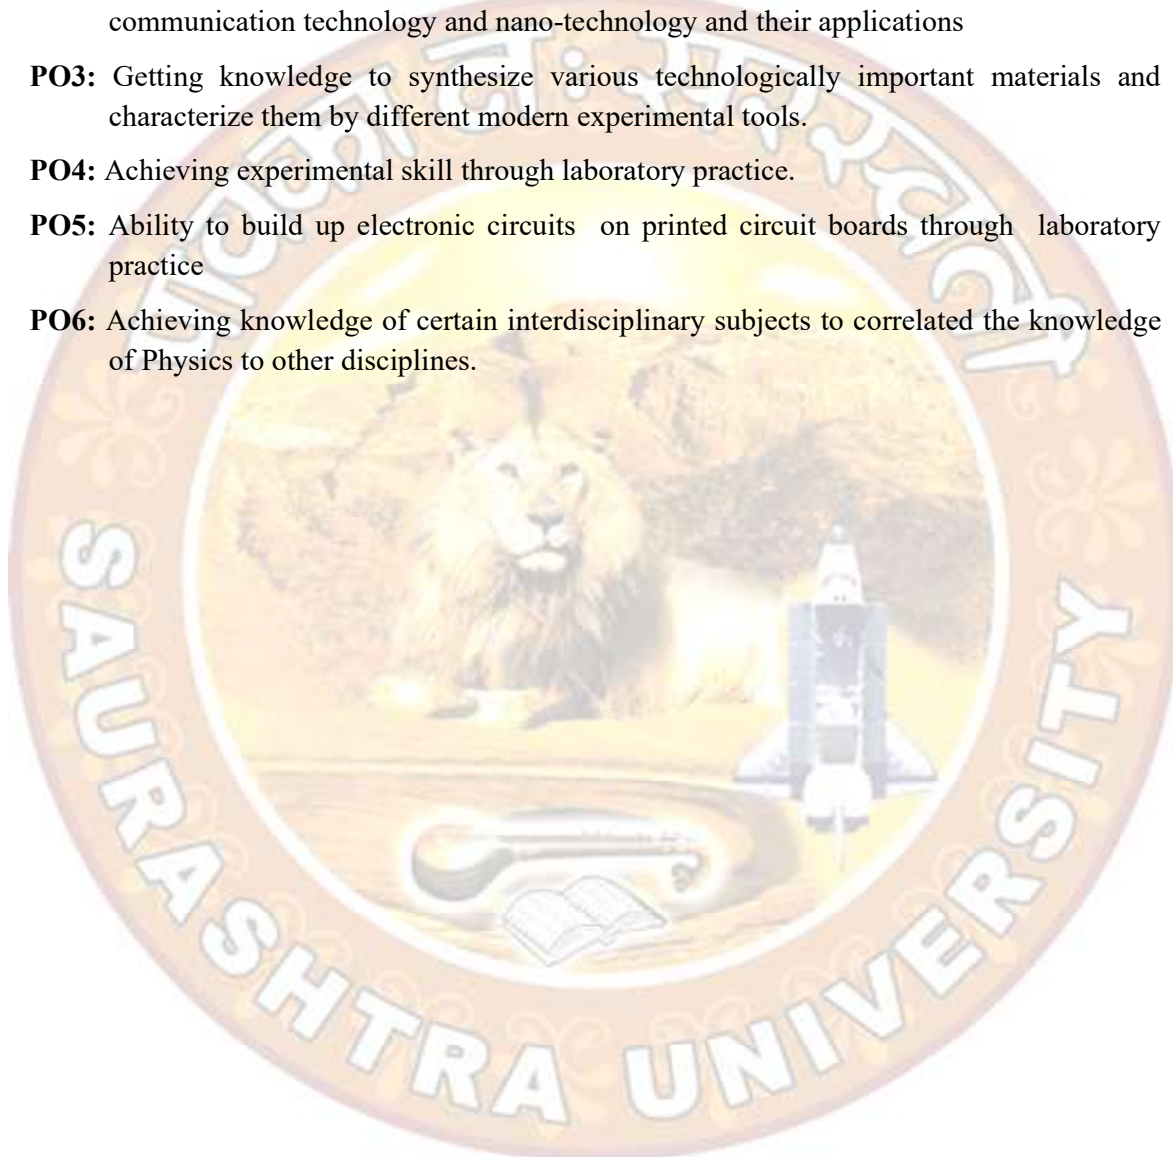 communication technology and nano-technology and their applications
PO3: Getting knowledge to synthesize various technologically important materials and
characterize them by different modern experimental tools.
PO4: Achieving experimental skill through laboratory practice.
PO5: Ability to build up electronic circuits on printed circuit boards through laboratory
practice
PO6: Achieving knowledge of certain interdisciplinary subjects to correlated the knowledge
of Physics to other disciplines.
पावका नः सरस्वती
SAURASHTRA UNIVERSITY